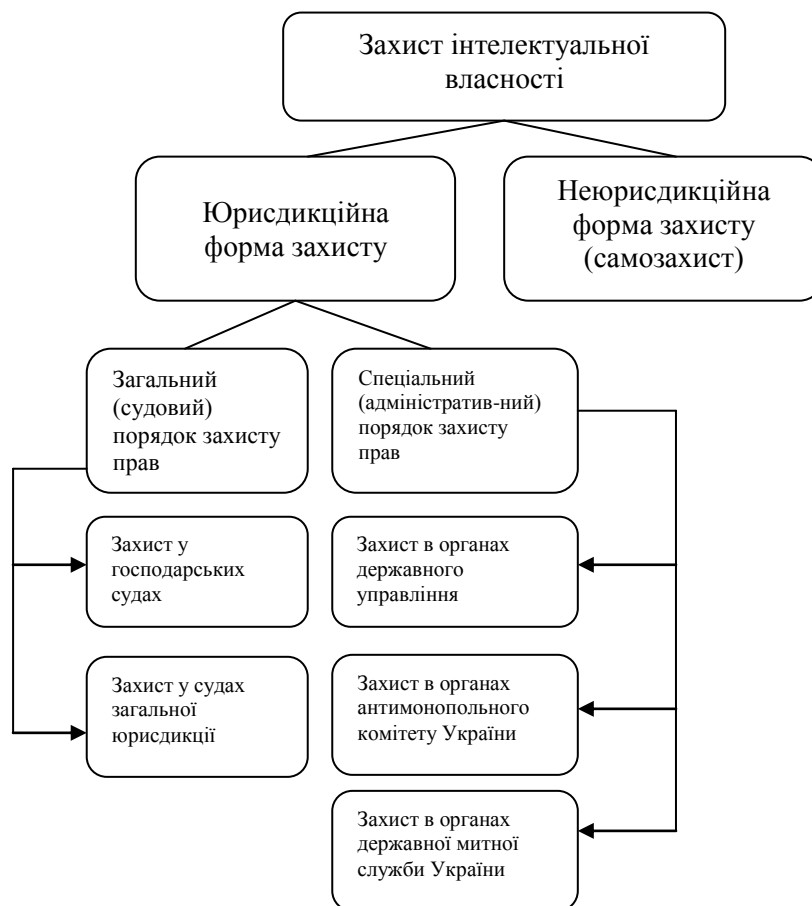 Захист інтелектуальної
власності
Юрисдикційна
форма захисту
Неюрисдикційна
форма захисту
(самозахист)
Загальний
(судовий)
порядок захисту
прав
Спеціальний
(адміністратив-ний)
порядок захисту
прав
Захист у
господарських
судах
Захист в органах
державного
управління
Захист у судах
загальної
юрисдикції
Захист в органах
антимонопольного
комітету України
Захист в органах
державної митної
служби України